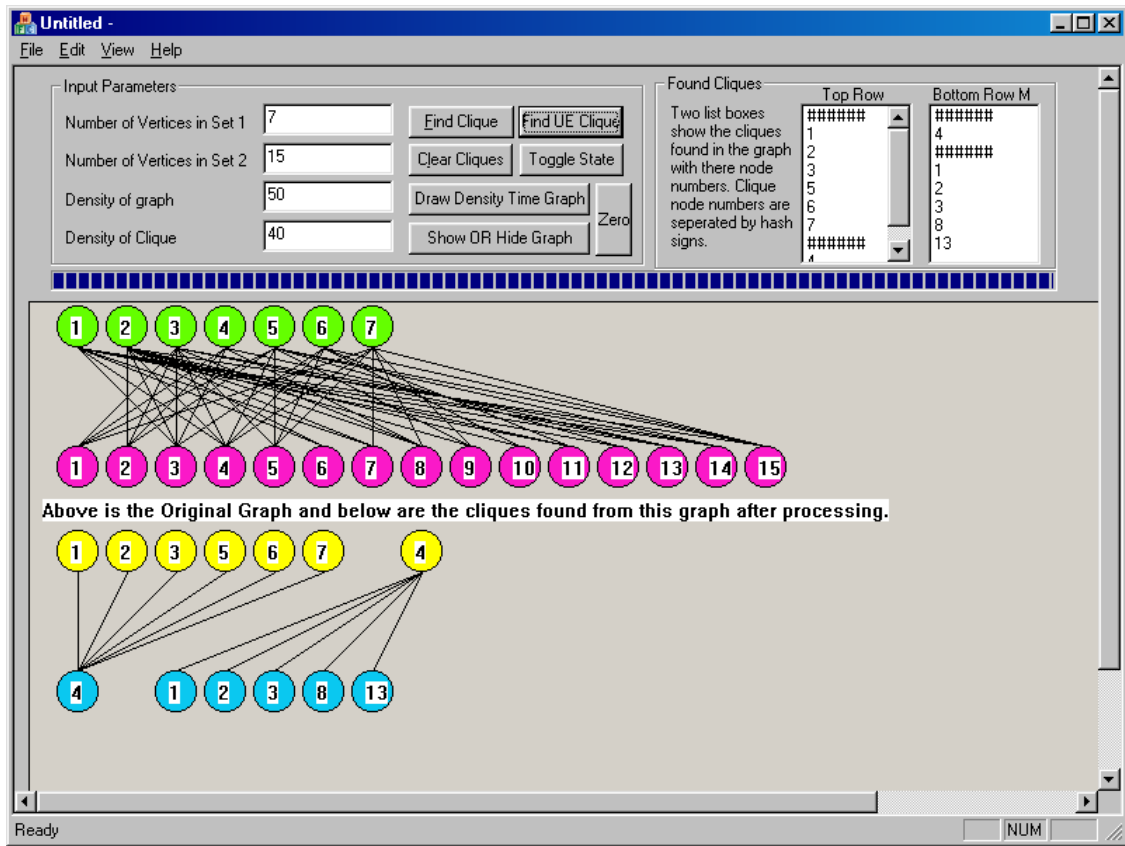 Untitled -
File Edit View Help
Input Parameters
Number of Vertices in Set 1 7
Number of Vertices in Set 2 15
Density of graph 50
Density of Clique 40
Find Clique Find UE Clique
Clear Cliques Toggle State
Draw Density Time Graph Zero
Show OR Hide Graph
Found Cliques
Two list boxes
show the cliques
found in the graph
with there node
numbers. Clique
node numbers are
seperated by hash
signs.
Top Row
######
1
2
3
5
6
7
######
4
Bottom Row M
######
4
######
1
2
3
8
13
1 2 3 4 5 6 7
1 2 3 4 5 6 7 8 9 10 11 12 13 14 15
Above is the Original Graph and below are the cliques found from this graph after processing.
1 2 3 5 6 7 4
4 1 2 3 8 13
Ready NUM